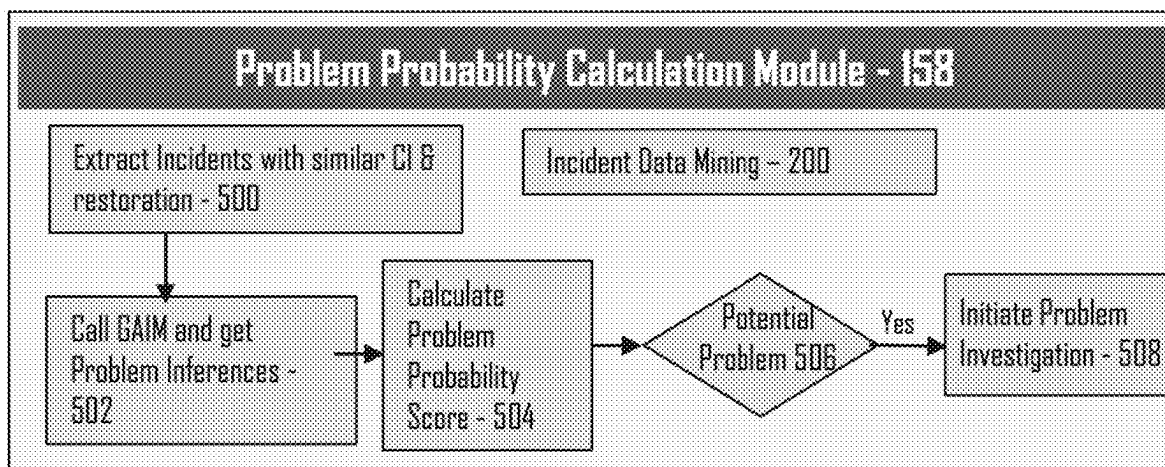 Problem Probability Calculation Module - 158
Extract Incidents with similar CI &
restoration - 500
Incident Data Mining – 200
Call GAIM and get
Problem Inferences -
502
Calculate
Problem
Probability
Score - 504
Potential
Problem 506
Yes
Initiate Problem
Investigation - 508